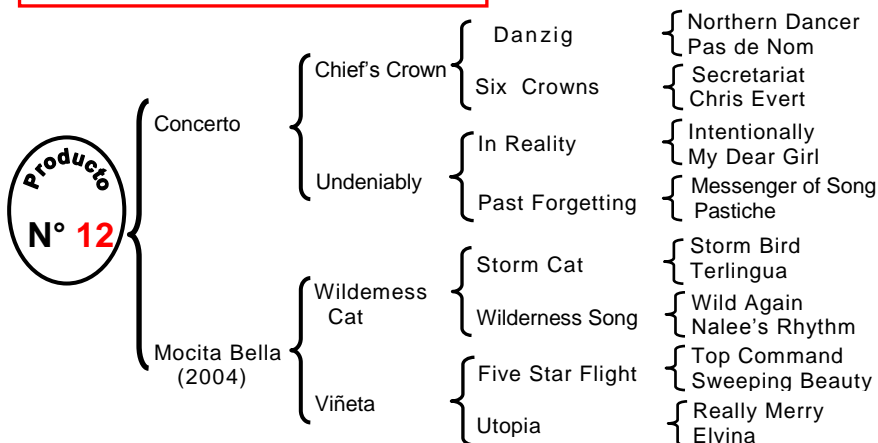 Producto
N° 12
Concerto
Mocita Bella
(2004)
Chief's Crown
Undeniably
Wildemess
Cat
Viñeta
Danzig
Six Crowns
In Reality
Past Forgetting
Storm Cat
Wilderness Song
Five Star Flight
Utopia
Northern Dancer
Pas de Nom
Secretariat
Chris Evert
Intentionally
My Dear Girl
Messenger of Song
Pastiche
Storm Bird
Terlingua
Wild Again
Nalee's Rhythm
Top Command
Sweeping Beauty
Really Merry
Elvina